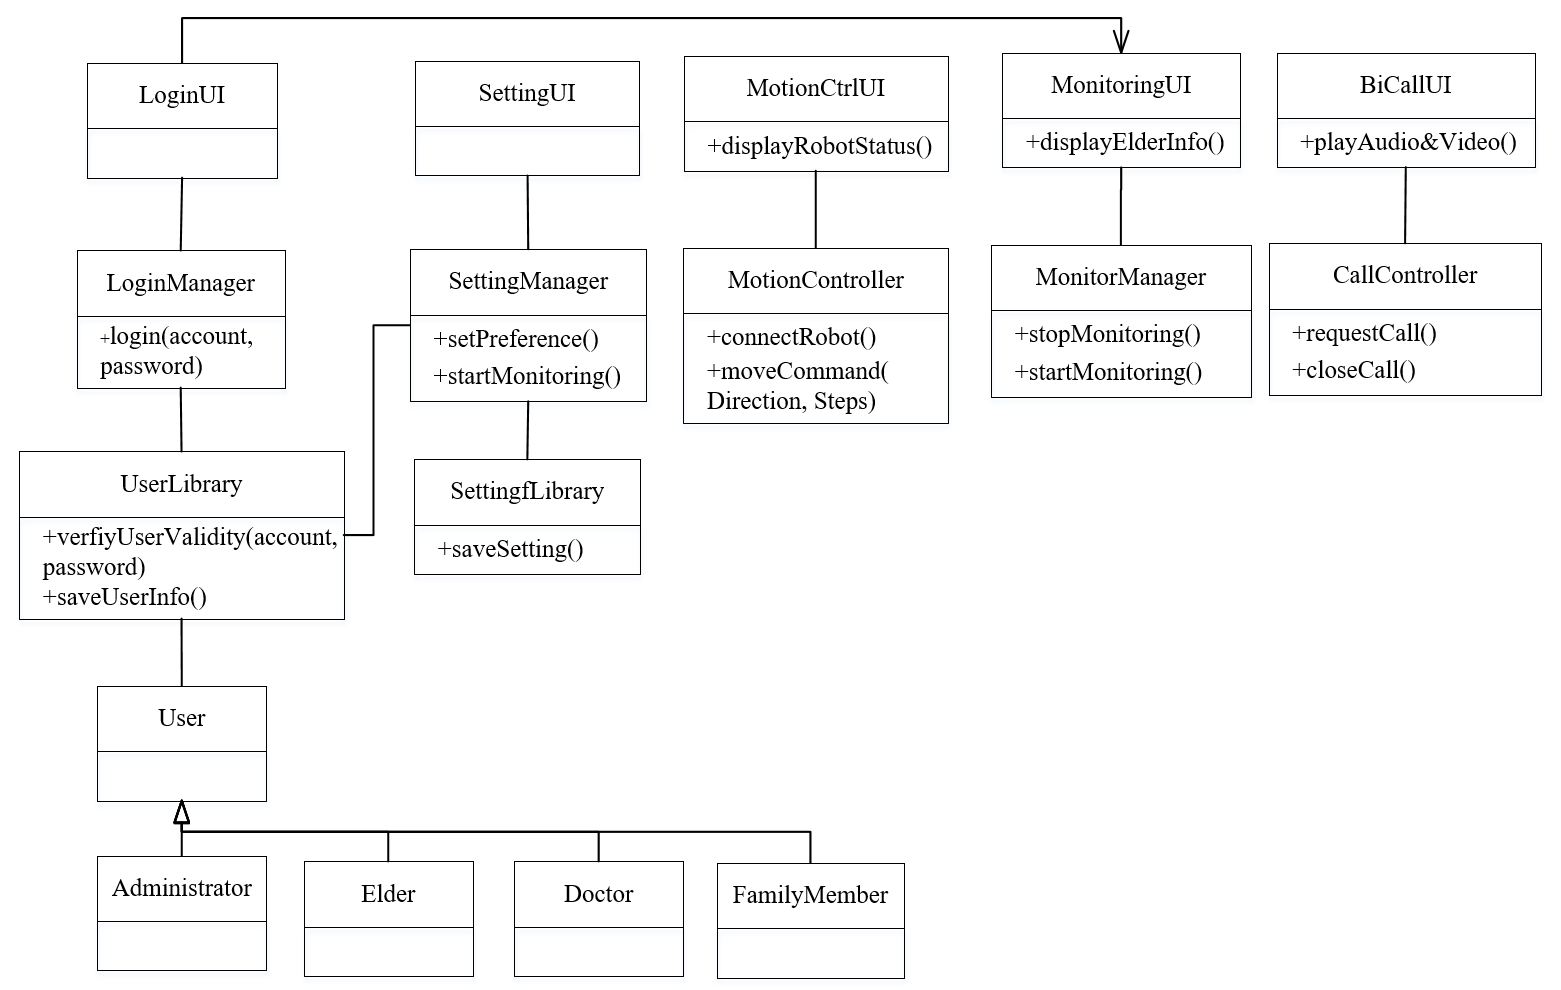 LoginUI
SettingUI
MotionCtrlUI
+displayRobotStatus()
MonitoringUI
+displayElderInfo()
BiCallUI
+playAudio&Video()
LoginManager
+login(account,
password)
SettingManager
+setPreference()
+startMonitoring()
MotionController
+connectRobot()
+moveCommand(
Direction, Steps)
MonitorManager
+stopMonitoring()
+startMonitoring()
CallController
+requestCall()
+closeCall()
UserLibrary
+verfiyUserValidity(account,
password)
+saveUserInfo()
SettingfLibrary
+saveSetting()
User
Administrator
Elder
Doctor
FamilyMember